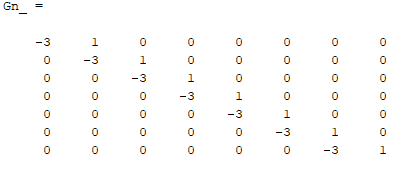 Gn_ =
-3 1 0 0 0 0 0 0
0 -3 1 0 0 0 0 0
0 0 -3 1 0 0 0 0
0 0 0 -3 1 0 0 0
0 0 0 0 -3 1 0 0
0 0 0 0 0 -3 1 0
0 0 0 0 0 0 -3 1